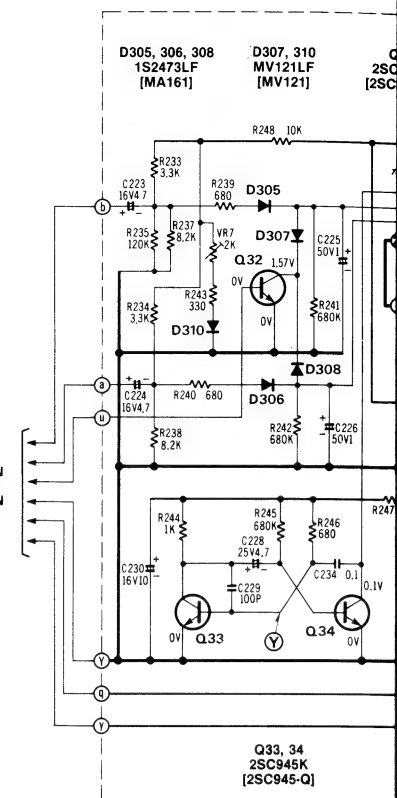 D305, 306, 308
1S2473LF
[MA161]
D307, 310
MV121LF
[MV121]
Q
2SC
[2SC
R248 10K
R233
3.3K
C223
16V4.7
+ -
R239
680
D305
b
R235
120K
R237
8.2K
VR7
2K
D307
C225
50V1
+
-
Q32
1.57V
0V
R234
3.3K
R243
330
0V
R241
680K
D310
D308
a
+ -
C224
16V4.7
R240 680
D306
u
R238
8.2K
R242
680K
+
-
C226
50V1
R247
R244
1K
R245
680K
R246
680
C228
25V4.7
+ -
C230
16V10
+
-
C229
100P
C234 0.1
0.1V
Q33
0V
Y
Q34
0V
Y
q
y
Q33, 34
2SC945K
[2SC945-Q]